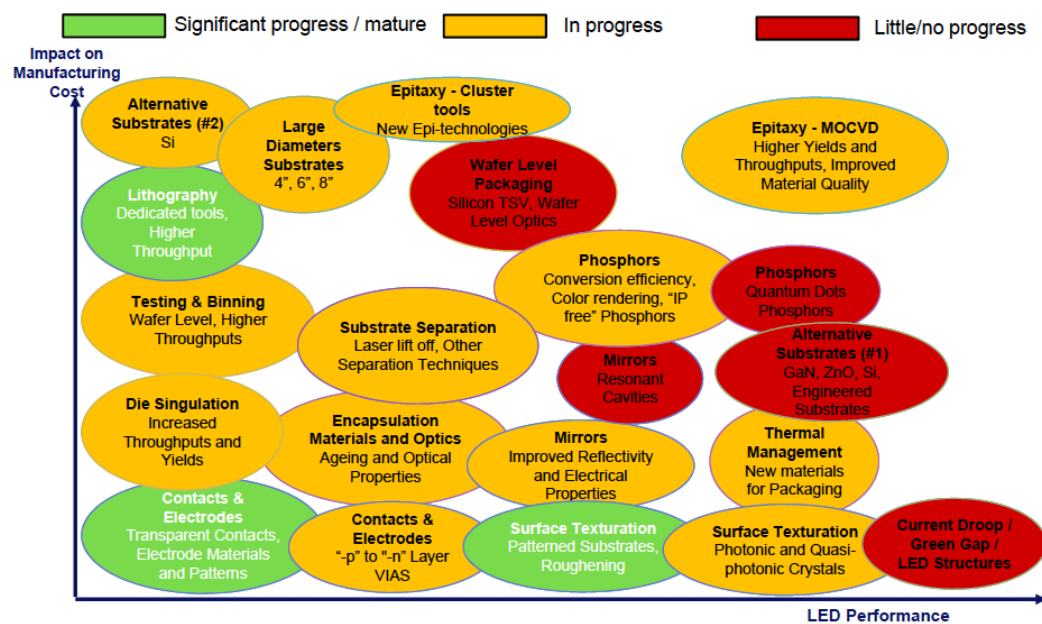 Significant progress / mature
In progress
Little/no progress
Impact on
Manufacturing
Cost
Alternative
Substrates (#2)
Si
Large
Diameters
Substrates
4”, 6”, 8”
Epitaxy - Cluster
tools
New Epi-technologies
Epitaxy - MOCVD
Higher Yields and
Throughputs, Improved
Material Quality
Wafer Level
Packaging
Silicon TSV, Wafer
Level Optics
Lithography
Dedicated tools,
Higher
Throughput
Phosphors
Conversion efficiency,
Color rendering, “IP
free” Phosphors
Phosphors
Quantum Dots
Phosphors
Testing & Binning
Wafer Level, Higher
Throughputs
Substrate Separation
Laser lift off, Other
Separation Techniques
Mirrors
Resonant
Cavities
Alternative
Substrates (#1)
GaN, ZnO, Si,
Engineered
Substrates
Die Singulation
Increased
Throughputs and
Yields
Encapsulation
Materials and Optics
Ageing and Optical
Properties
Mirrors
Improved Reflectivity
and Electrical
Properties
Thermal
Management
New materials
for Packaging
Contacts &
Electrodes
Transparent Contacts,
Electrode Materials
and Patterns
Contacts &
Electrodes
“-p” to "-n” Layer
VIAS
Surface Texturation
Patterned Substrates,
Roughening
Surface Texturation
Photonic and Quasi-
photonic Crystals
Current Droop /
Green Gap /
LED Structures
LED Performance